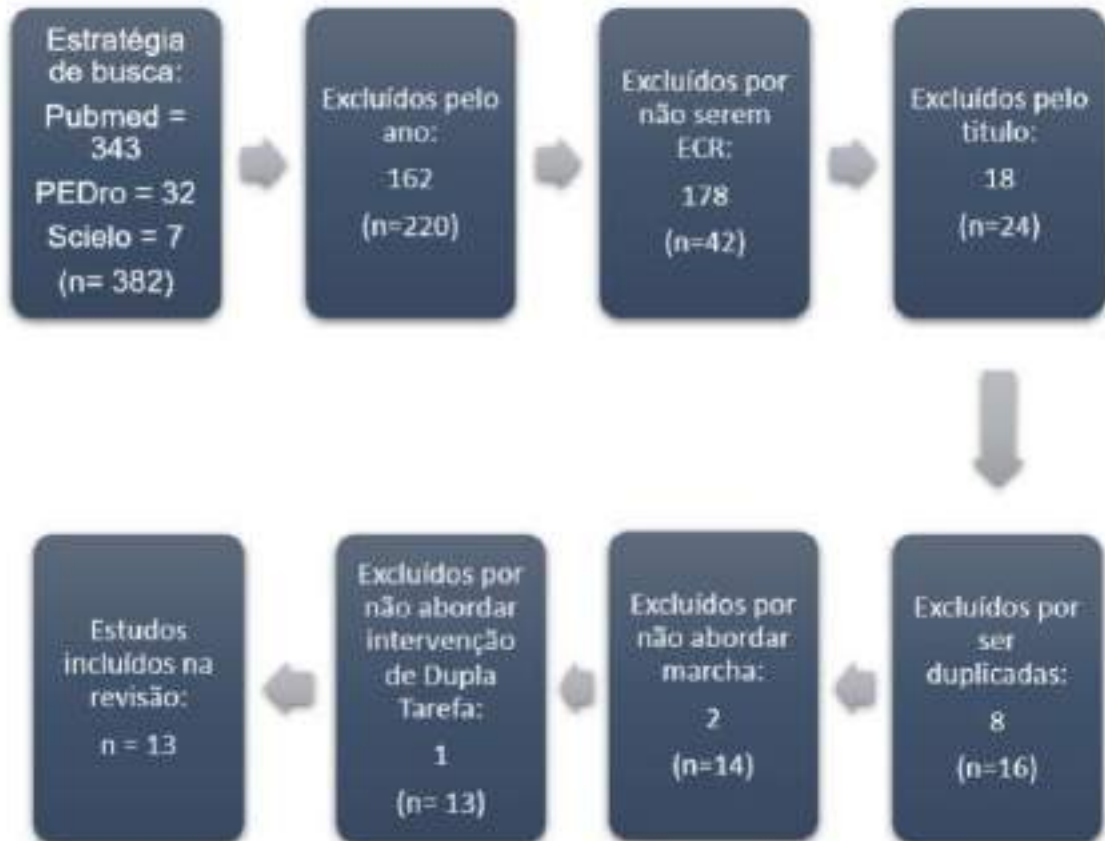 Estratégia
de busca:
Pubmed =
343
PEDro = 32
Scielo = 7
(n= 382)
Excluídos pelo
ano:
162
(n=220)
Excluídos por
não serem
ECR:
178
(n=42)
Excluídos pelo
titulo:
18
(n=24)
Excluídos por
ser
duplicadas:
8
(n=16)
Excluídos por
não abordar
marcha:
2
(n=14)
Excluídos por
não abordar
intervenção
de Dupla
Tarefa:
1
(n= 13)
Estudos
incluídos na
revisão:
n = 13